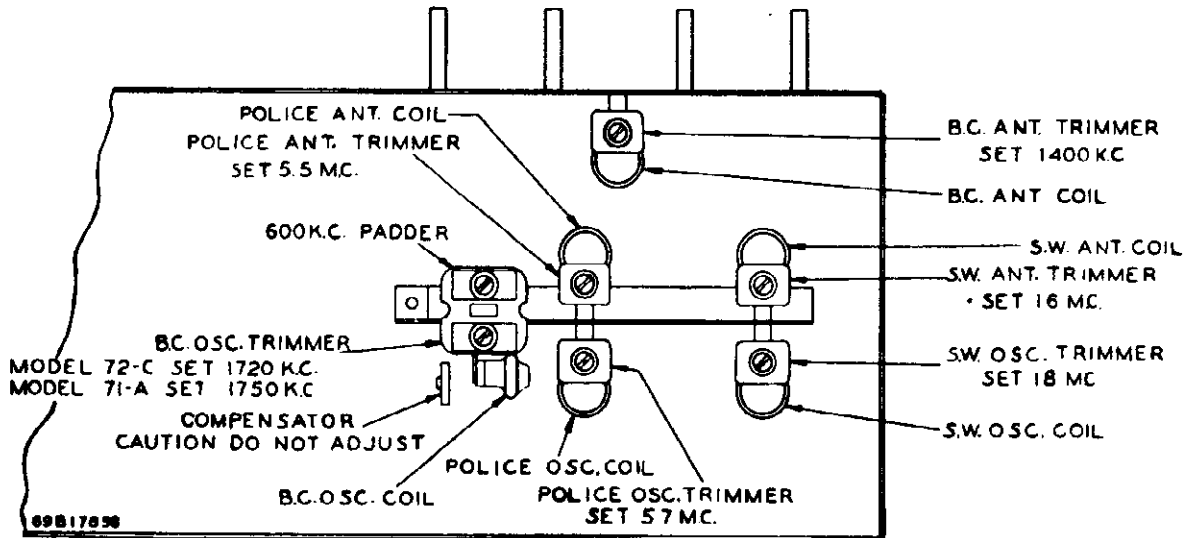 POLICE ANT. COIL
POLICE ANT. TRIMMER
SET 5.5 M.C.
600 K.C. PADDER
B.C. OSC. TRIMMER
MODEL 72-C SET 1720 K.C.
MODEL 71-A SET 1750 K.C
COMPENSATOR
CAUTION DO NOT ADJUST
B.C. OSC. COIL
POLICE OSC. COIL
POLICE OSC. TRIMMER
SET 5.7 M.C.
B.C. ANT. TRIMMER
SET 1400 K.C
B.C. ANT COIL
S.W. ANT. COIL
S.W. ANT. TRIMMER
SET 16 MC.
S.W. OSC. TRIMMER
SET 18 MC
S.W. OSC. COIL